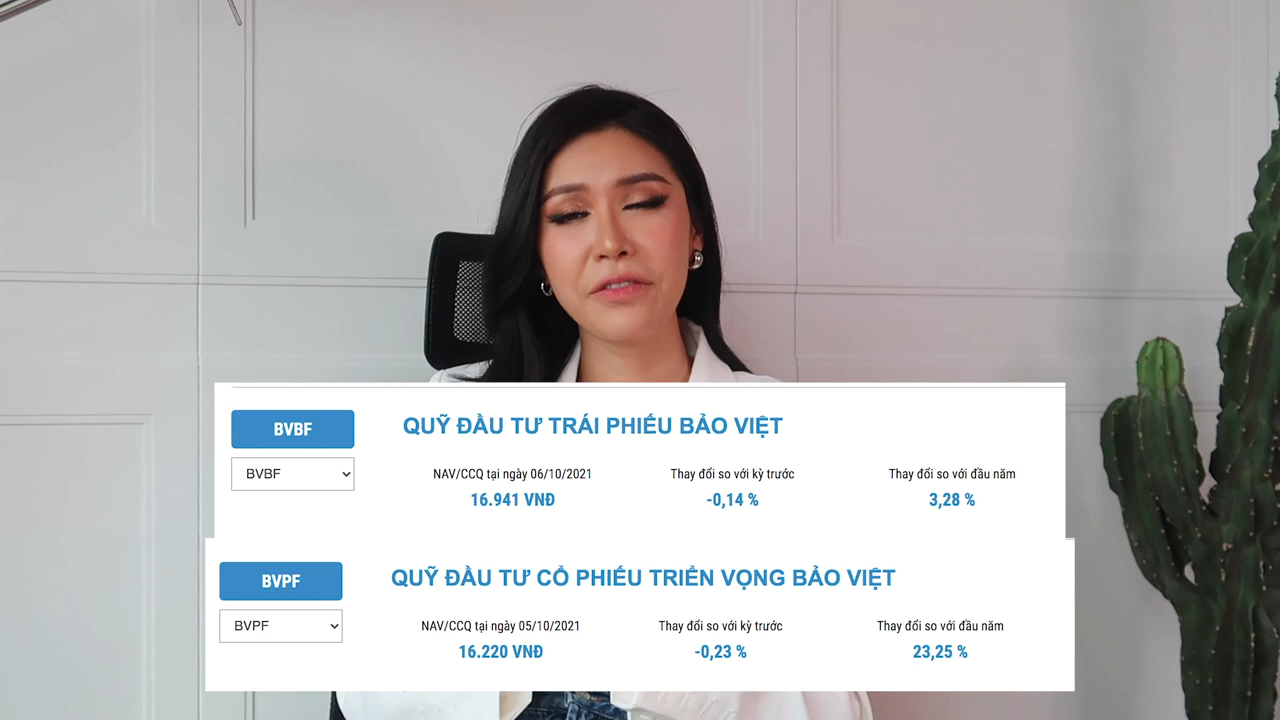 BVBF
QUỸ ĐẦU TƯ TRÁI PHIẾU BẢO VIỆT
BVBF
NAV/CCQ tại ngày 06/10/2021
Thay đổi so với kỳ trước
Thay đổi so với đầu năm
16.941 VNĐ
-0,14 %
3,28 %
BVPF
QUỸ ĐẦU TƯ CỔ PHIẾU TRIỂN VỌNG BẢO VIỆT
BVPF
NAV/CCQ tại ngày 05/10/2021
Thay đổi so với kỳ trước
Thay đổi so với đầu năm
16.220 VNĐ
-0,23 %
23,25 %